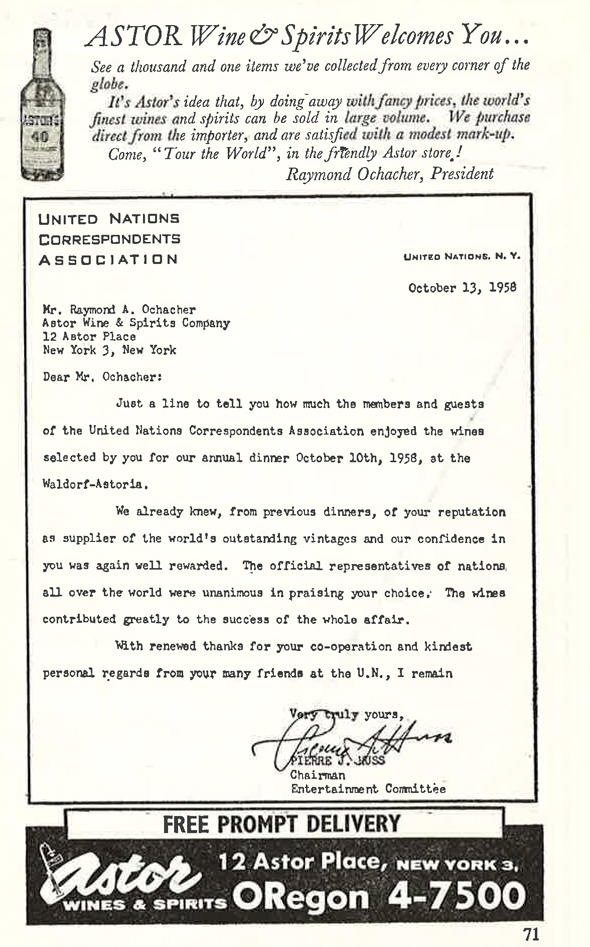 ASTOR Wine & Spirits Welcomes You...
See a thousand and one items we've collected from every corner of the
globe.
It's Astor's idea that, by doing away with fancy prices, the world's
finest wines and spirits can be sold in large volume. We purchase
direct from the importer, and are satisfied with a modest mark-up.
Come, "Tour the World", in the friendly Astor store!
Raymond Ochacher, President
ASTOR'S
40
UNITED NATIONS
CORRESPONDENTS
ASSOCIATION
UNITED NATIONS, N. Y.
October 13, 1958
Mr. Raymond A. Ochacher
Astor Wine & Spirits Company
12 Astor Place
New York 3, New York
Dear Mr. Ochacher:
Just a line to tell you how much the members and guests
of the United Nations Correspondents Association enjoyed the wines
selected by you for our annual dinner October 10th, 1958, at the
Waldorf-Astoria.
We already knew, from previous dinners, of your reputation
as supplier of the world's outstanding vintages and our confidence in
you was again well rewarded. The official representatives of nations
all over the world were unanimous in praising your choice. The wines
contributed greatly to the success of the whole affair.
With renewed thanks for your co-operation and kindest
personal regards from your many friends at the U.N., I remain
Very truly yours,
Pierre J. Huss
PIERRE J. HUSS
Chairman
Entertainment Committee
FREE PROMPT DELIVERY
Astor
WINES & SPIRITS
12 Astor Place, NEW YORK 3,
ORegon 4-7500
71